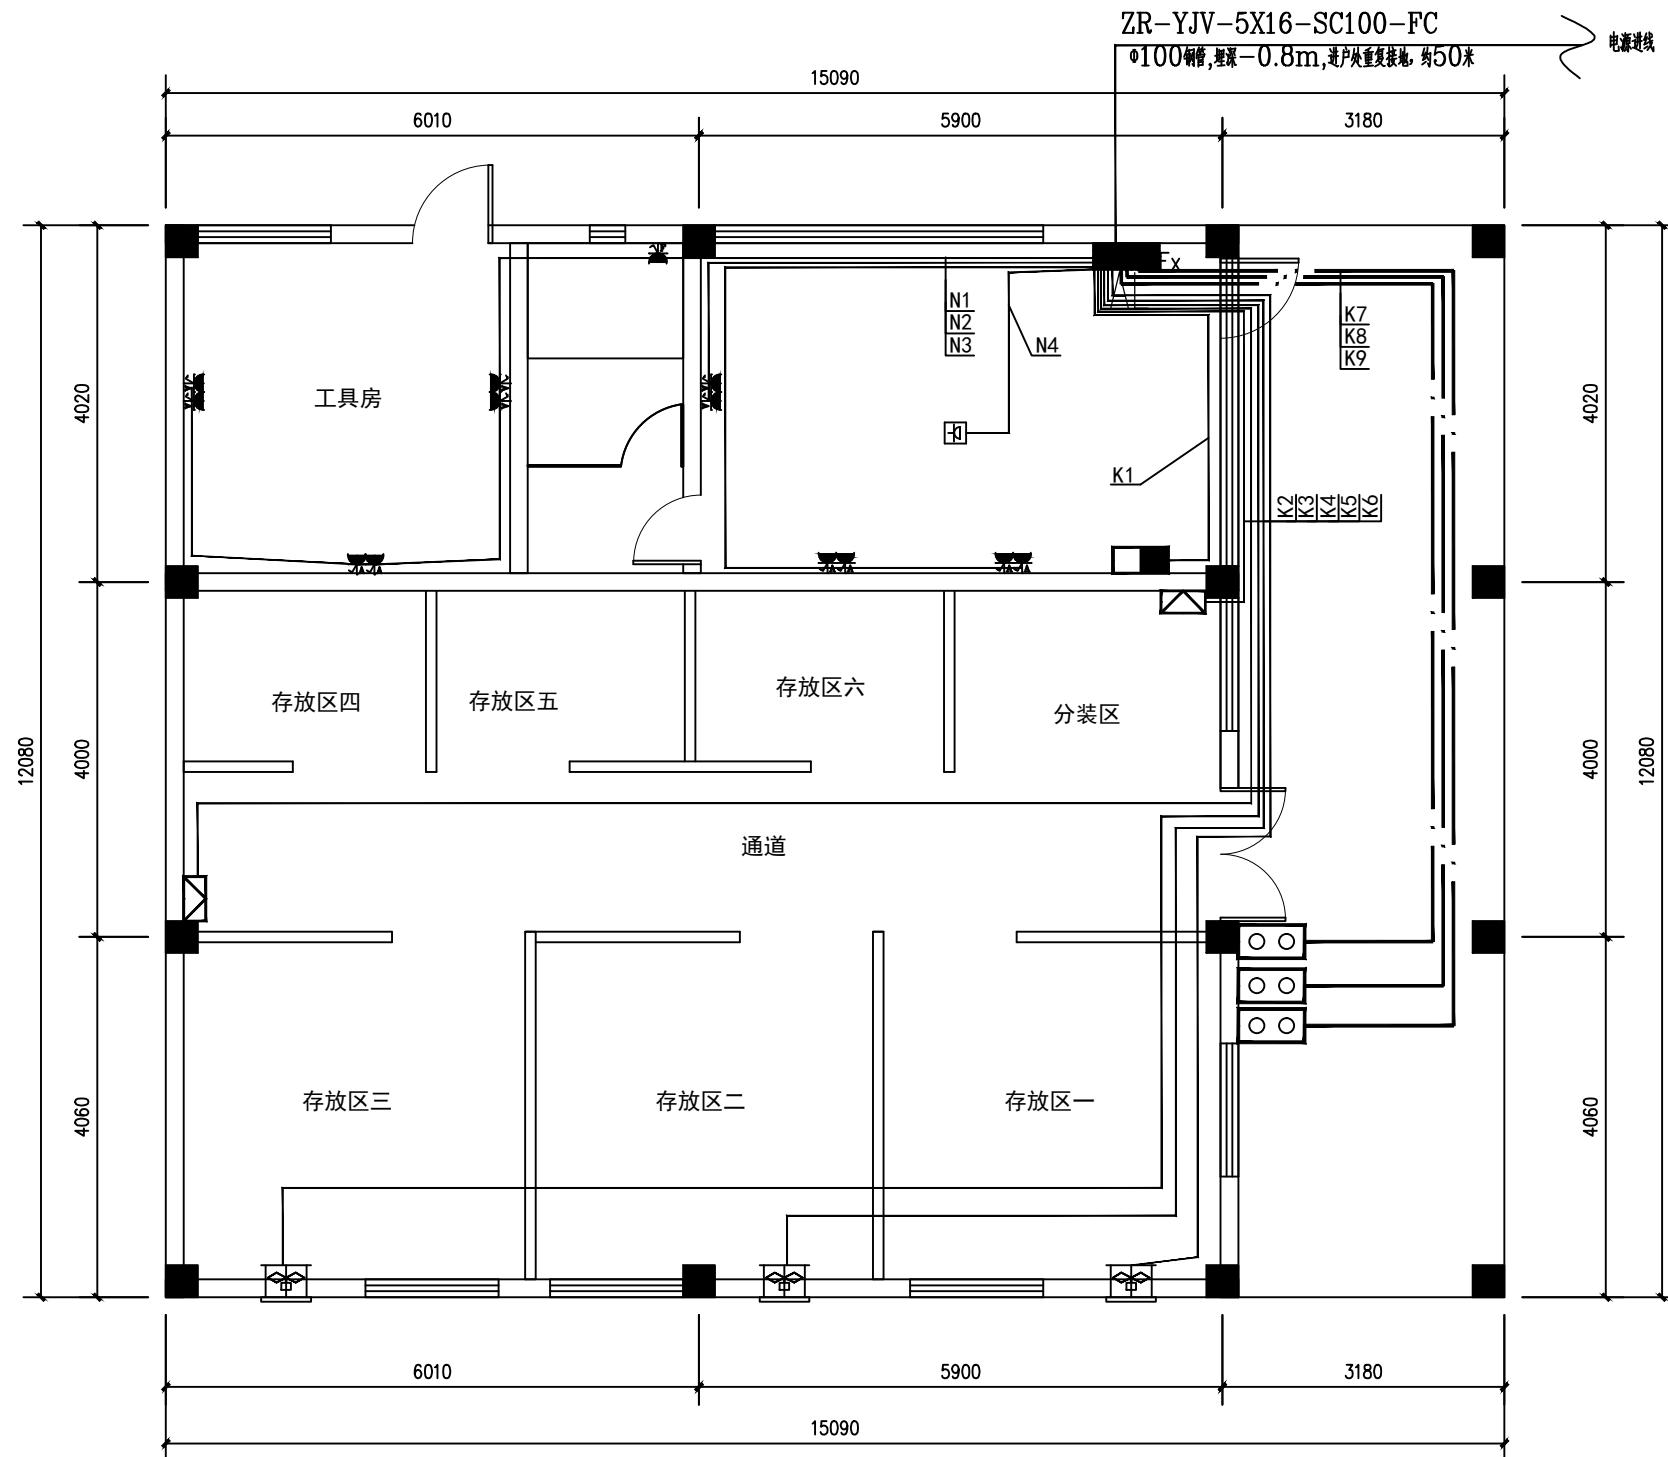 ZR-YJV-5X16-SC100-FC
Φ100钢管,埋深-0.8m,进户处重复接地，约50米
电源进线
15090
6010
5900
3180
Fx
N1
N2
N3
N4
K7
K8
K9
4020
工具房
4020
K1
K2
K3
K4
K5
K6
存放区四
存放区五
存放区六
分装区
12080
4000
4000
12080
通道
4060
存放区三
存放区二
存放区一
4060
6010
5900
3180
15090